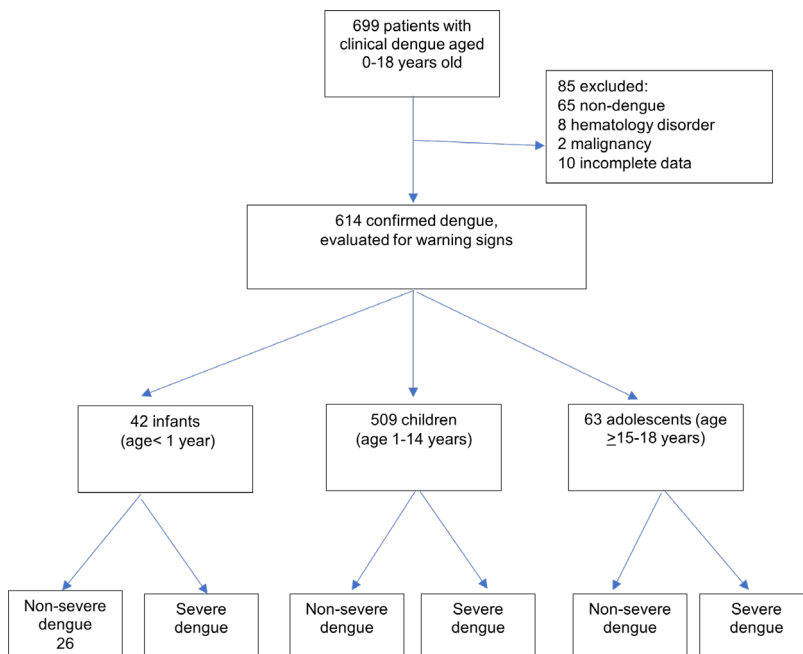 699 patients with
clinical dengue aged
0-18 years old
85 excluded:
65 non-dengue
8 hematology disorder
2 malignancy
10 incomplete data
614 confirmed dengue,
evaluated for warning signs
42 infants
(age< 1 year)
509 children
(age 1-14 years)
63 adolescents (age
≥15-18 years)
Non-severe
dengue
26
Severe
dengue
Non-severe
dengue
Severe
dengue
Non-severe
dengue
Severe
dengue